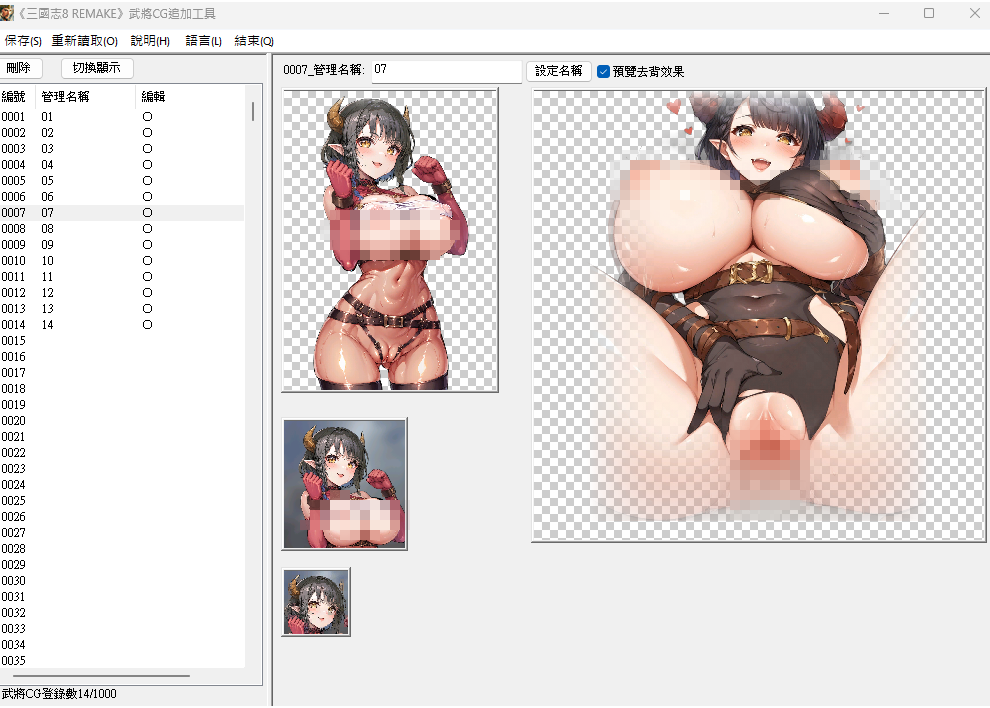 《三國志8 REMAKE》武將CG追加工具
保存(S) 重新讀取(O) 說明(H) 語言(L) 結束(Q)
刪除 切換顯示
編號 管理名稱 編輯
0001 01 ○
0002 02 ○
0003 03 ○
0004 04 ○
0005 05 ○
0006 06 ○
0007 07 ○
0008 08 ○
0009 09 ○
0010 10 ○
0011 11 ○
0012 12 ○
0013 13 ○
0014 14 ○
0015
0016
0017
0018
0019
0020
0021
0022
0023
0024
0025
0026
0027
0028
0029
0030
0031
0032
0033
0034
0035
武將CG登錄數14/1000
0007_管理名稱: 07 設定名稱 預覽去背效果